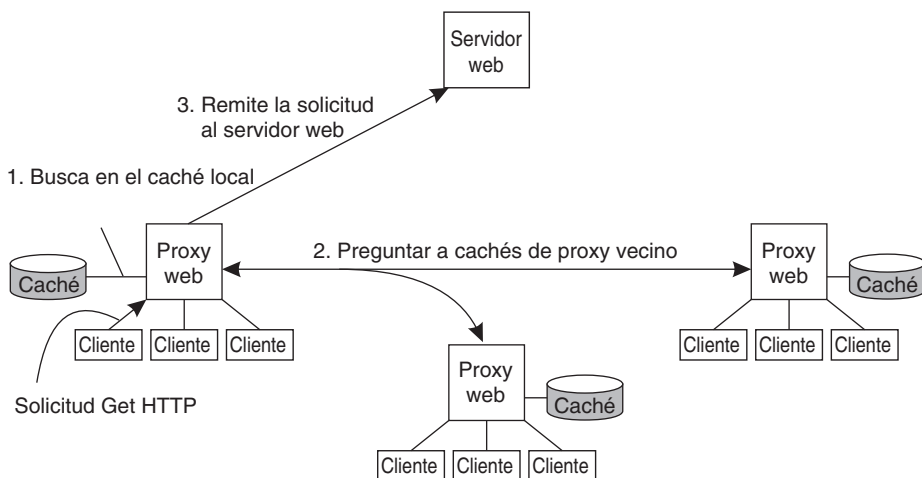 Servidor
web
3. Remite la solicitud
al servidor web
1. Busca en el caché local
Proxy
web
Caché
2. Preguntar a cachés de proxy vecino
Proxy
web
Caché
Cliente
Cliente
Cliente
Cliente
Cliente
Cliente
Proxy
web
Caché
Solicitud Get HTTP
Cliente
Cliente
Cliente